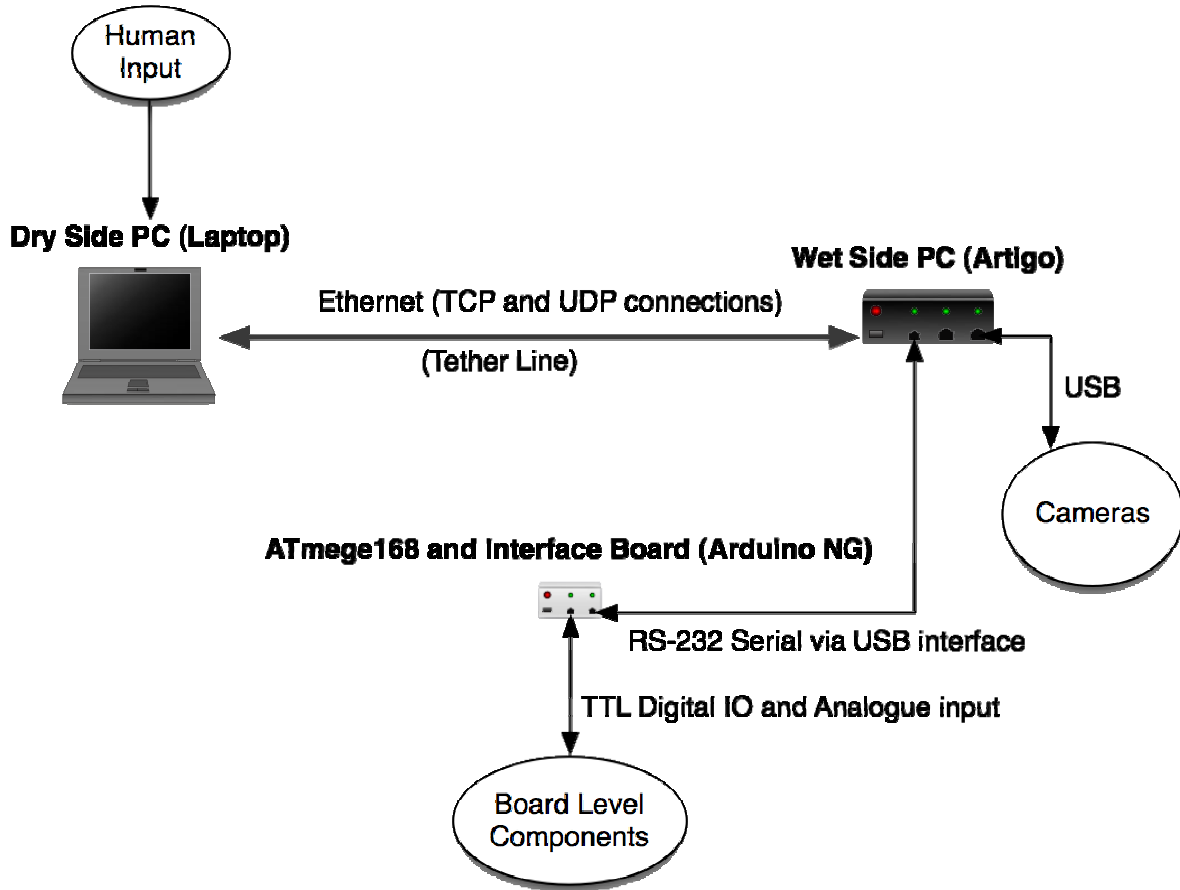 Human
Input
Dry Side PC (Laptop)
Wet Side PC (Artigo)
Ethernet (TCP and UDP connections)
(Tether Line)
USB
Cameras
ATmege168 and Interface Board (Arduino NG)
RS-232 Serial via USB interface
TTL Digital IO and Analogue input
Board Level
Components